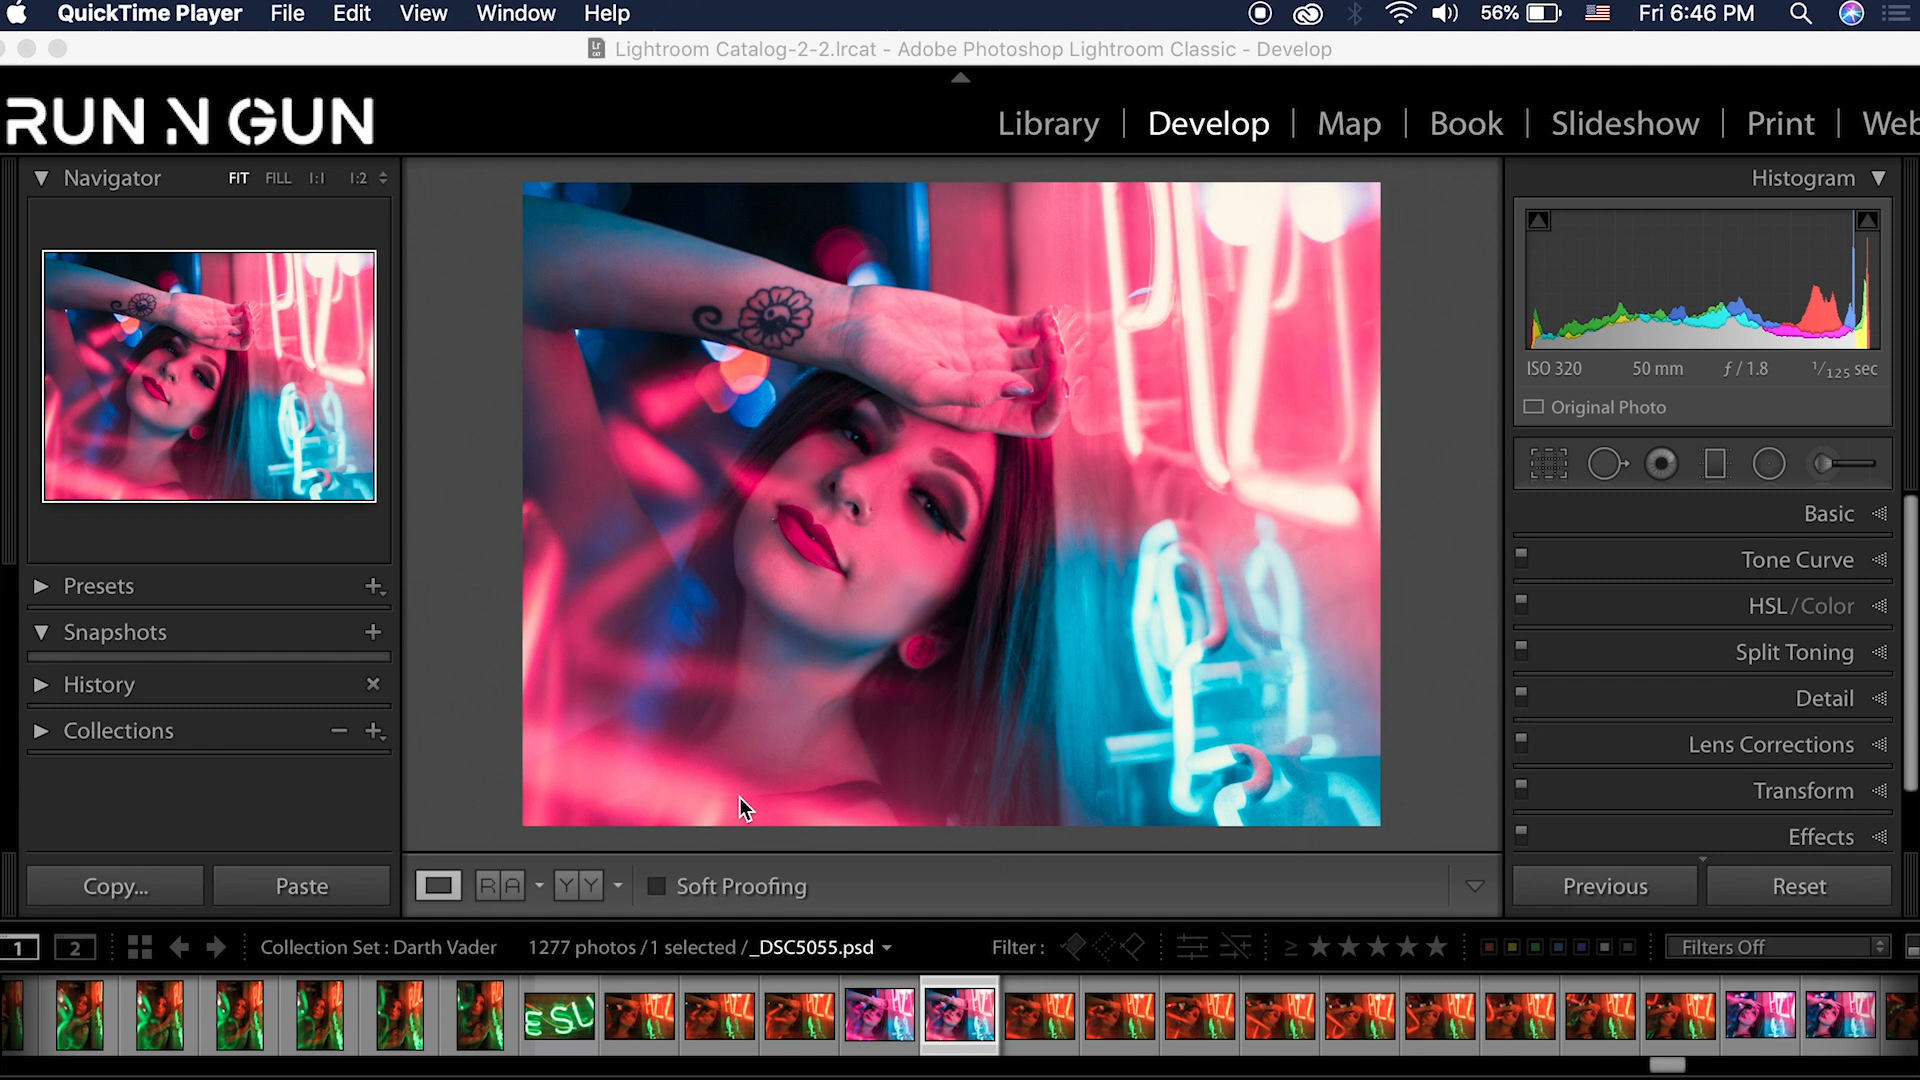 QuickTime Player File Edit View Window Help 56% Fri 6:46 PM
Lightroom Catalog-2-2.lrcat - Adobe Photoshop Lightroom Classic - Develop
RUN N GUN
Library | Develop | Map | Book | Slideshow | Print | Web
Navigator FIT FILL 1:1 1:2
Histogram
ISO 320 50 mm ƒ / 1.8 1/125 sec
Original Photo
Basic
Tone Curve
HSL / Color
Split Toning
Detail
Lens Corrections
Transform
Effects
Presets
Snapshots
History
Collections
Copy... Paste
R A Y Y Soft Proofing
Previous Reset
1 2 Collection Set : Darth Vader 1277 photos / 1 selected / _DSC5055.psd Filter : Filters Off
E SU